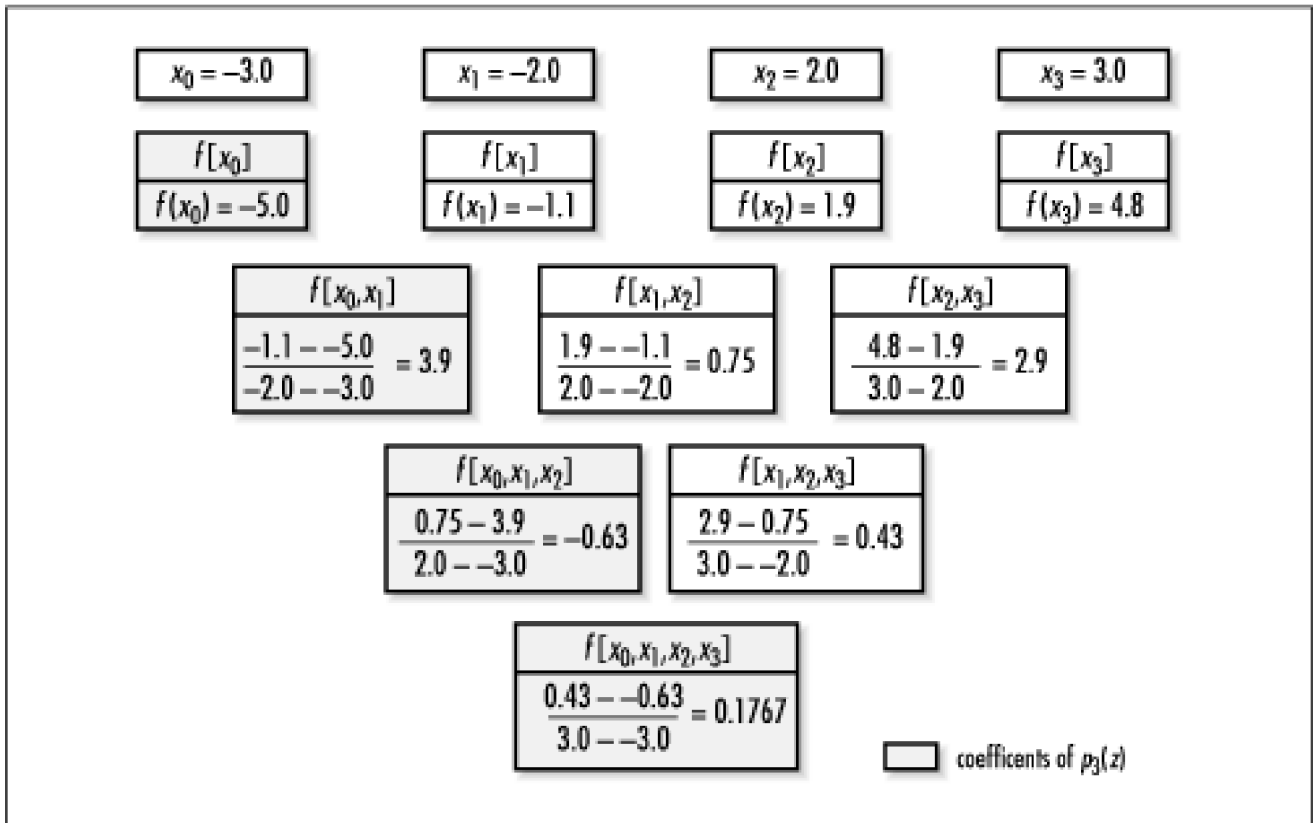 x₀ = –3.0
x₁ = –2.0
x₂ = 2.0
x₃ = 3.0
f[x₀]
f(x₀) = –5.0
f[x₁]
f(x₁) = –1.1
f[x₂]
f(x₂) = 1.9
f[x₃]
f(x₃) = 4.8
f[x₀,x₁]
–1.1 – –5.0
–2.0 – –3.0
= 3.9
f[x₁,x₂]
1.9 – –1.1
2.0 – –2.0
= 0.75
f[x₂,x₃]
4.8 – 1.9
3.0 – 2.0
= 2.9
f[x₀,x₁,x₂]
0.75 – 3.9
2.0 – –3.0
= –0.63
f[x₁,x₂,x₃]
2.9 – 0.75
3.0 – –2.0
= 0.43
f[x₀,x₁,x₂,x₃]
0.43 – –0.63
3.0 – –3.0
= 0.1767
coefficents of p₃(z)